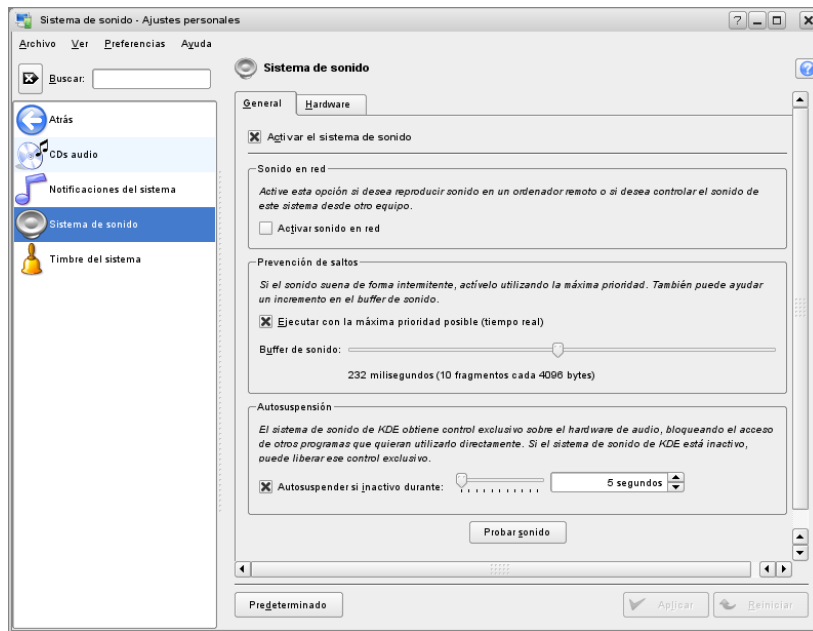 Sistema de sonido - Ajustes personales
Archivo Ver Preferencias Ayuda
Buscar:
Atrás
CDs audio
Notificaciones del sistema
Sistema de sonido
Timbre del sistema
Sistema de sonido
General Hardware
Activar el sistema de sonido
Sonido en red
Active esta opción si desea reproducir sonido en un ordenador remoto o si desea controlar el sonido de
este sistema desde otro equipo.
Activar sonido en red
Prevención de saltos
Si el sonido suena de forma intermitente, actívelo utilizando la máxima prioridad. También puede ayudar
un incremento en el buffer de sonido.
Ejecutar con la máxima prioridad posible (tiempo real)
Buffer de sonido:
232 milisegundos (10 fragmentos cada 4096 bytes)
Autosuspensión
El sistema de sonido de KDE obtiene control exclusivo sobre el hardware de audio, bloqueando el acceso
de otros programas que quieran utilizarlo directamente. Si el sistema de sonido de KDE está inactivo,
puede liberar ese control exclusivo.
Autosuspender si inactivo durante: 5 segundos
Probar sonido
Predeterminado Aplicar Reiniciar